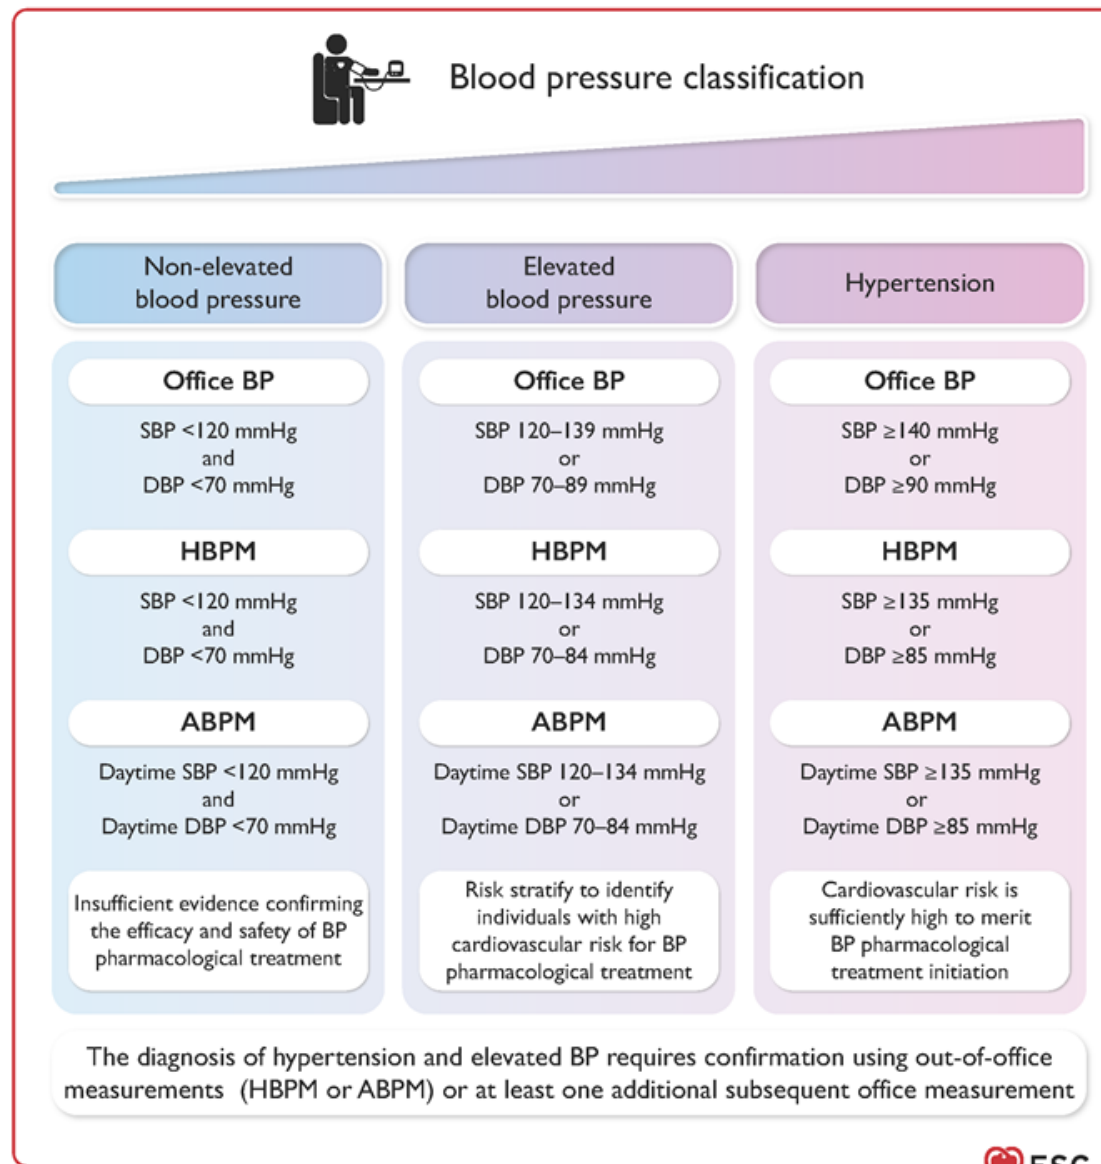 Blood pressure classification
Non-elevated
blood pressure
Elevated
blood pressure
Hypertension
Office BP
SBP <120 mmHg
and
DBP <70 mmHg
HBPM
SBP <120 mmHg
and
DBP <70 mmHg
ABPM
Daytime SBP <120 mmHg
and
Daytime DBP <70 mmHg
Insufficient evidence confirming
the efficacy and safety of BP
pharmacological treatment
Office BP
SBP 120–139 mmHg
or
DBP 70–89 mmHg
HBPM
SBP 120–134 mmHg
or
DBP 70–84 mmHg
ABPM
Daytime SBP 120–134 mmHg
or
Daytime DBP 70–84 mmHg
Risk stratify to identify
individuals with high
cardiovascular risk for BP
pharmacological treatment
Office BP
SBP ≥140 mmHg
or
DBP ≥90 mmHg
HBPM
SBP ≥135 mmHg
or
DBP ≥85 mmHg
ABPM
Daytime SBP ≥135 mmHg
or
Daytime DBP ≥85 mmHg
Cardiovascular risk is
sufficiently high to merit
BP pharmacological
treatment initiation
The diagnosis of hypertension and elevated BP requires confirmation using out-of-office
measurements (HBPM or ABPM) or at least one additional subsequent office measurement
ESC